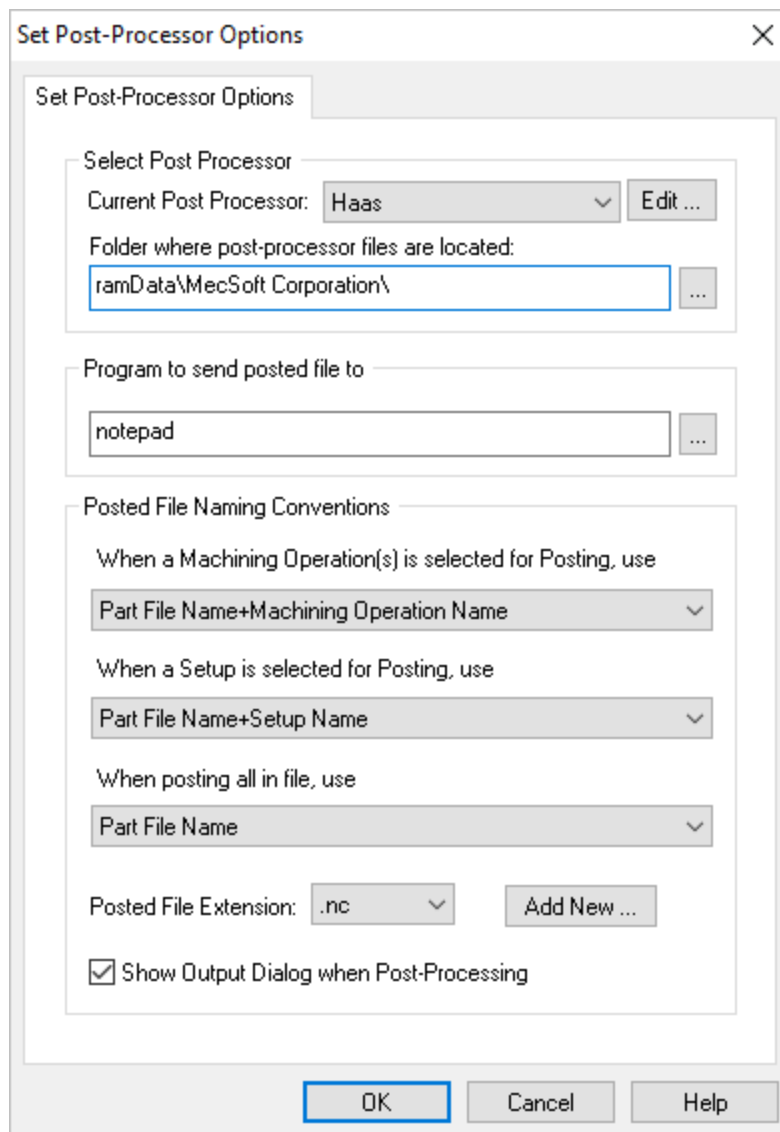 Set Post-Processor Options
Set Post-Processor Options
Select Post Processor
Current Post Processor: Haas Edit ...
Folder where post-processor files are located:
ramData\MecSoft Corporation\ ...
Program to send posted file to
notepad ...
Posted File Naming Conventions
When a Machining Operation(s) is selected for Posting, use
Part File Name+Machining Operation Name
When a Setup is selected for Posting, use
Part File Name+Setup Name
When posting all in file, use
Part File Name
Posted File Extension: .nc Add New ...
Show Output Dialog when Post-Processing
OK Cancel Help